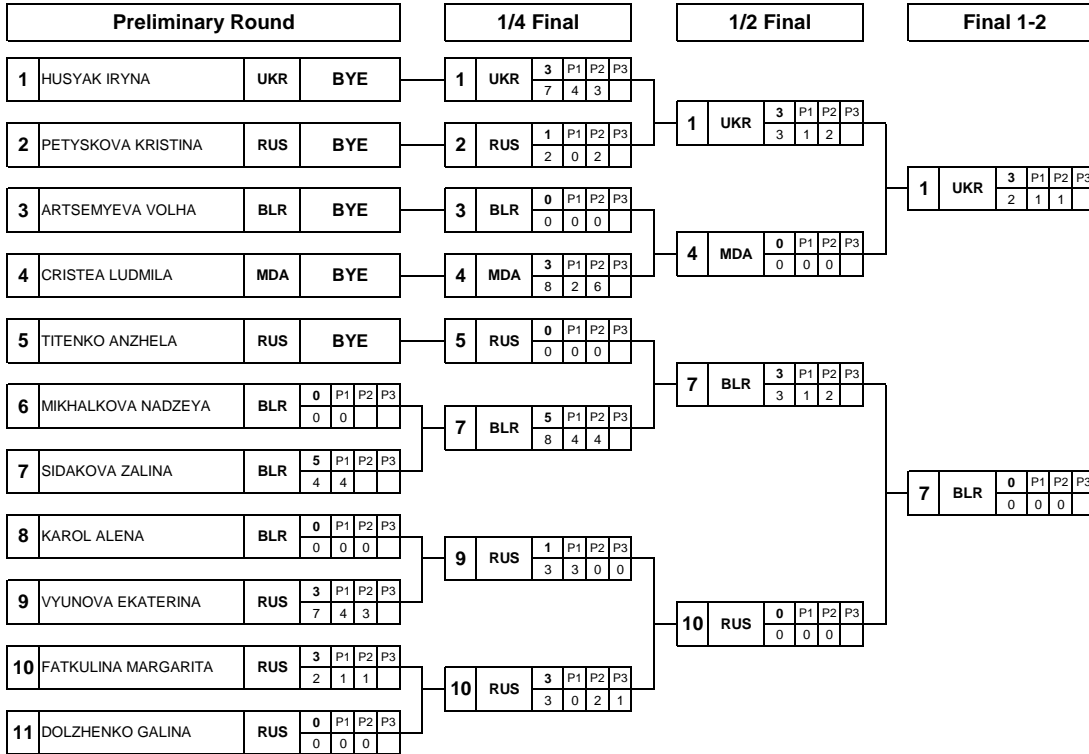 Preliminary Round 1/4 Final 1/2 Final Final 1-2
1 HUSYAK IRYNA UKR BYE
2 PETYSKOVA KRISTINA RUS BYE
3 ARTSEMYEVA VOLHA BLR BYE
4 CRISTEA LUDMILA MDA BYE
5 TITENKO ANZHELA RUS BYE
6 MIKHALKOVA NADZEYA BLR 0 P1 P2 P3
0 0
7 SIDAKOVA ZALINA BLR 5 P1 P2 P3
4 4
8 KAROL ALENA BLR 0 P1 P2 P3
0 0 0
9 VYUNOVA EKATERINA RUS 3 P1 P2 P3
7 4 3
10 FATKULINA MARGARITA RUS 3 P1 P2 P3
2 1 1
11 DOLZHENKO GALINA RUS 0 P1 P2 P3
0 0 0
1 UKR 3 P1 P2 P3
7 4 3
2 RUS 1 P1 P2 P3
2 0 2
3 BLR 0 P1 P2 P3
0 0 0
4 MDA 3 P1 P2 P3
8 2 6
5 RUS 0 P1 P2 P3
0 0 0
7 BLR 5 P1 P2 P3
8 4 4
9 RUS 1 P1 P2 P3
3 3 0 0
10 RUS 3 P1 P2 P3
3 0 2 1
1 UKR 3 P1 P2 P3
3 1 2
4 MDA 0 P1 P2 P3
0 0 0
7 BLR 3 P1 P2 P3
3 1 2
10 RUS 0 P1 P2 P3
0 0 0
1 UKR 3 P1 P2 P3
2 1 1
7 BLR 0 P1 P2 P3
0 0 0